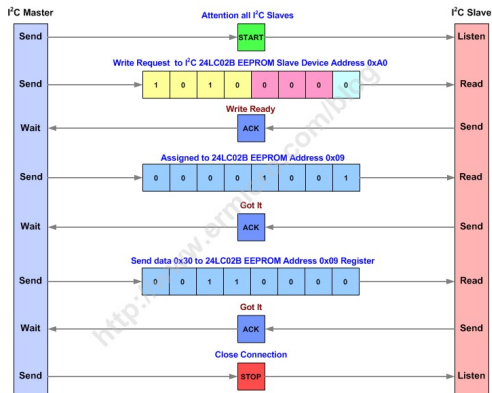 I²C Master
I²C Slave
Attention all I²C Slaves
Send
START
Listen
Write Request to I²C 24LC02B EEPROM Slave Device Address 0xA0
Send
1 0 1 0 0 0 0 0
Read
Write Ready
Wait
ACK
Send
Assigned to 24LC02B EEPROM Address 0x09
Send
0 0 0 0 1 0 0 1
Read
Got It
Wait
ACK
Send
Send data 0x30 to 24LC02B EEPROM Address 0x09 Register
Send
0 0 1 1 0 0 0 0
Read
Got It
Wait
ACK
Send
Close Connection
Send
STOP
Listen